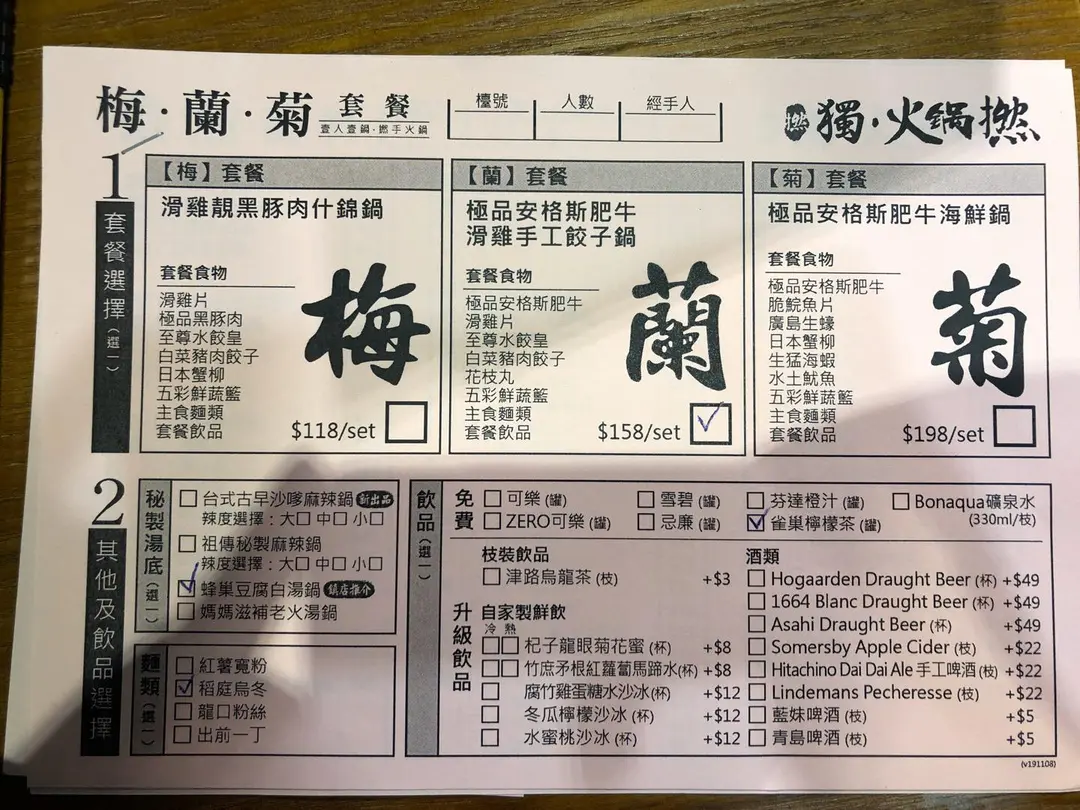 梅·蘭·菊 套餐
壹人壹鍋·撚手火鍋
檯號 人數 經手人
撚 獨·火鍋撚
1 套餐選擇（選一）
【梅】套餐
滑雞靚黑豚肉什錦鍋
套餐食物
滑雞片
極品黑豚肉
至尊水餃皇
白菜豬肉餃子
日本蟹柳
五彩鮮蔬籃
主食麵類
套餐飲品
梅
$118/set
【蘭】套餐
極品安格斯肥牛
滑雞手工餃子鍋
套餐食物
極品安格斯肥牛
滑雞片
至尊水餃皇
白菜豬肉餃子
花枝丸
五彩鮮蔬籃
主食麵類
套餐飲品
蘭
$158/set
【菊】套餐
極品安格斯肥牛海鮮鍋
套餐食物
極品安格斯肥牛
脆鯇魚片
廣島生蠔
日本蟹柳
生猛海蝦
水土魷魚
五彩鮮蔬籃
主食麵類
套餐飲品
菊
$198/set
2 其他及飲品選擇
秘製湯底（選一）
台式古早沙嗲麻辣鍋 新出品
辣度選擇：大□ 中□ 小□
祖傳秘製麻辣鍋
辣度選擇：大□ 中□ 小□
蜂巢豆腐白湯鍋 鎮店推介
媽媽滋補老火湯鍋
麵類（選一）
紅薯寬粉
稻庭烏冬
龍口粉絲
出前一丁
飲品（選一）
免費
可樂 (罐) 雪碧 (罐) 芬達橙汁 (罐) Bonaqua礦泉水
(330ml/枝)
ZERO可樂 (罐) 忌廉 (罐) 雀巢檸檬茶 (罐)
升級飲品
枝裝飲品
津路烏龍茶 (枝) +$3
自家製鮮飲
冷 熱
杞子龍眼菊花蜜 (杯) +$8
竹庶矛根紅蘿蔔馬蹄水(杯) +$8
腐竹雞蛋糖水沙冰(杯) +$12
冬瓜檸檬沙冰 (杯) +$12
水蜜桃沙冰 (杯) +$12
酒類
Hogaarden Draught Beer (杯) +$49
1664 Blanc Draught Beer (杯) +$49
Asahi Draught Beer (杯) +$49
Somersby Apple Cider (枝) +$22
Hitachino Dai Dai Ale 手工啤酒 (枝) +$22
Lindemans Pecheresse (枝) +$22
藍妹啤酒 (枝) +$5
青島啤酒 (枝) +$5
(v191108)